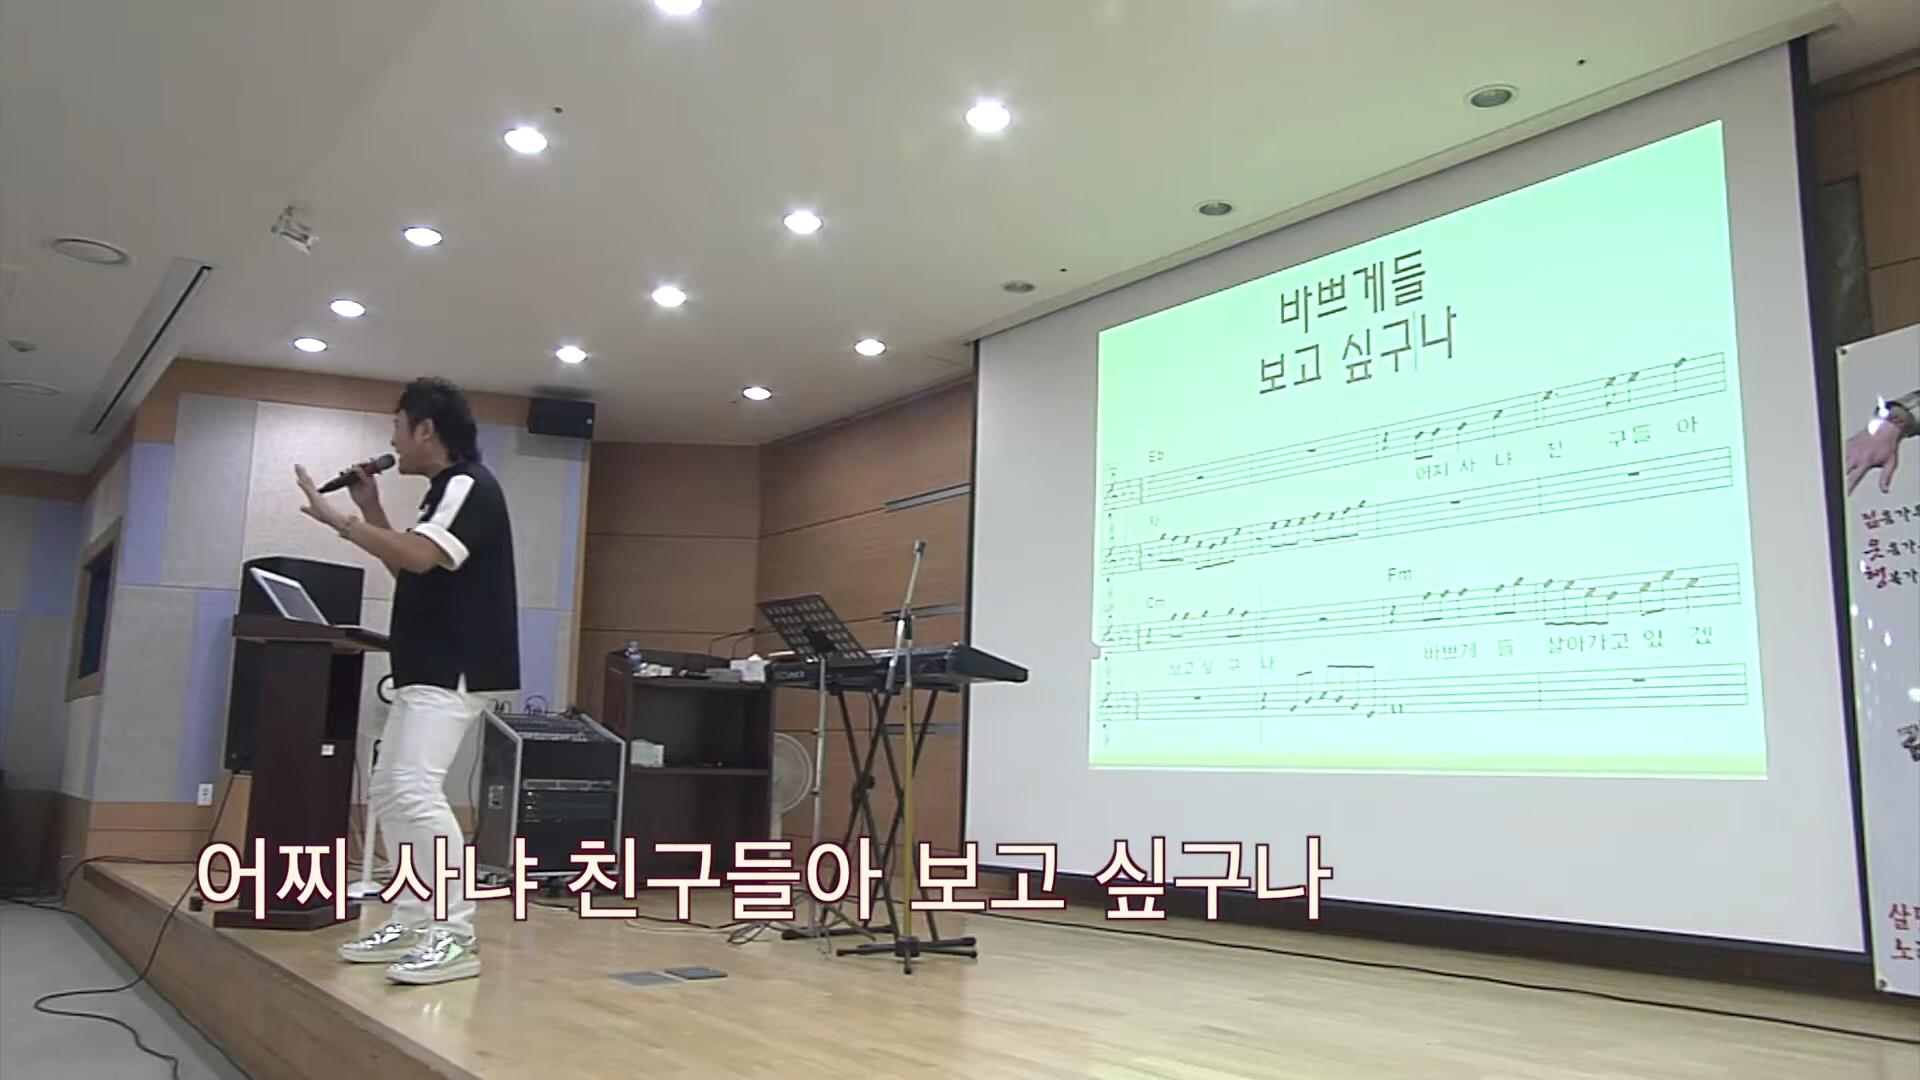 바쁘게들
보고 싶구나
Eb
어찌 사 냐 친 구들 아
자
Cm Fm
보고 싶 구 나 바쁘게 들 살아가고 있 겠
어찌 사냐 친구들아 보고 싶구나